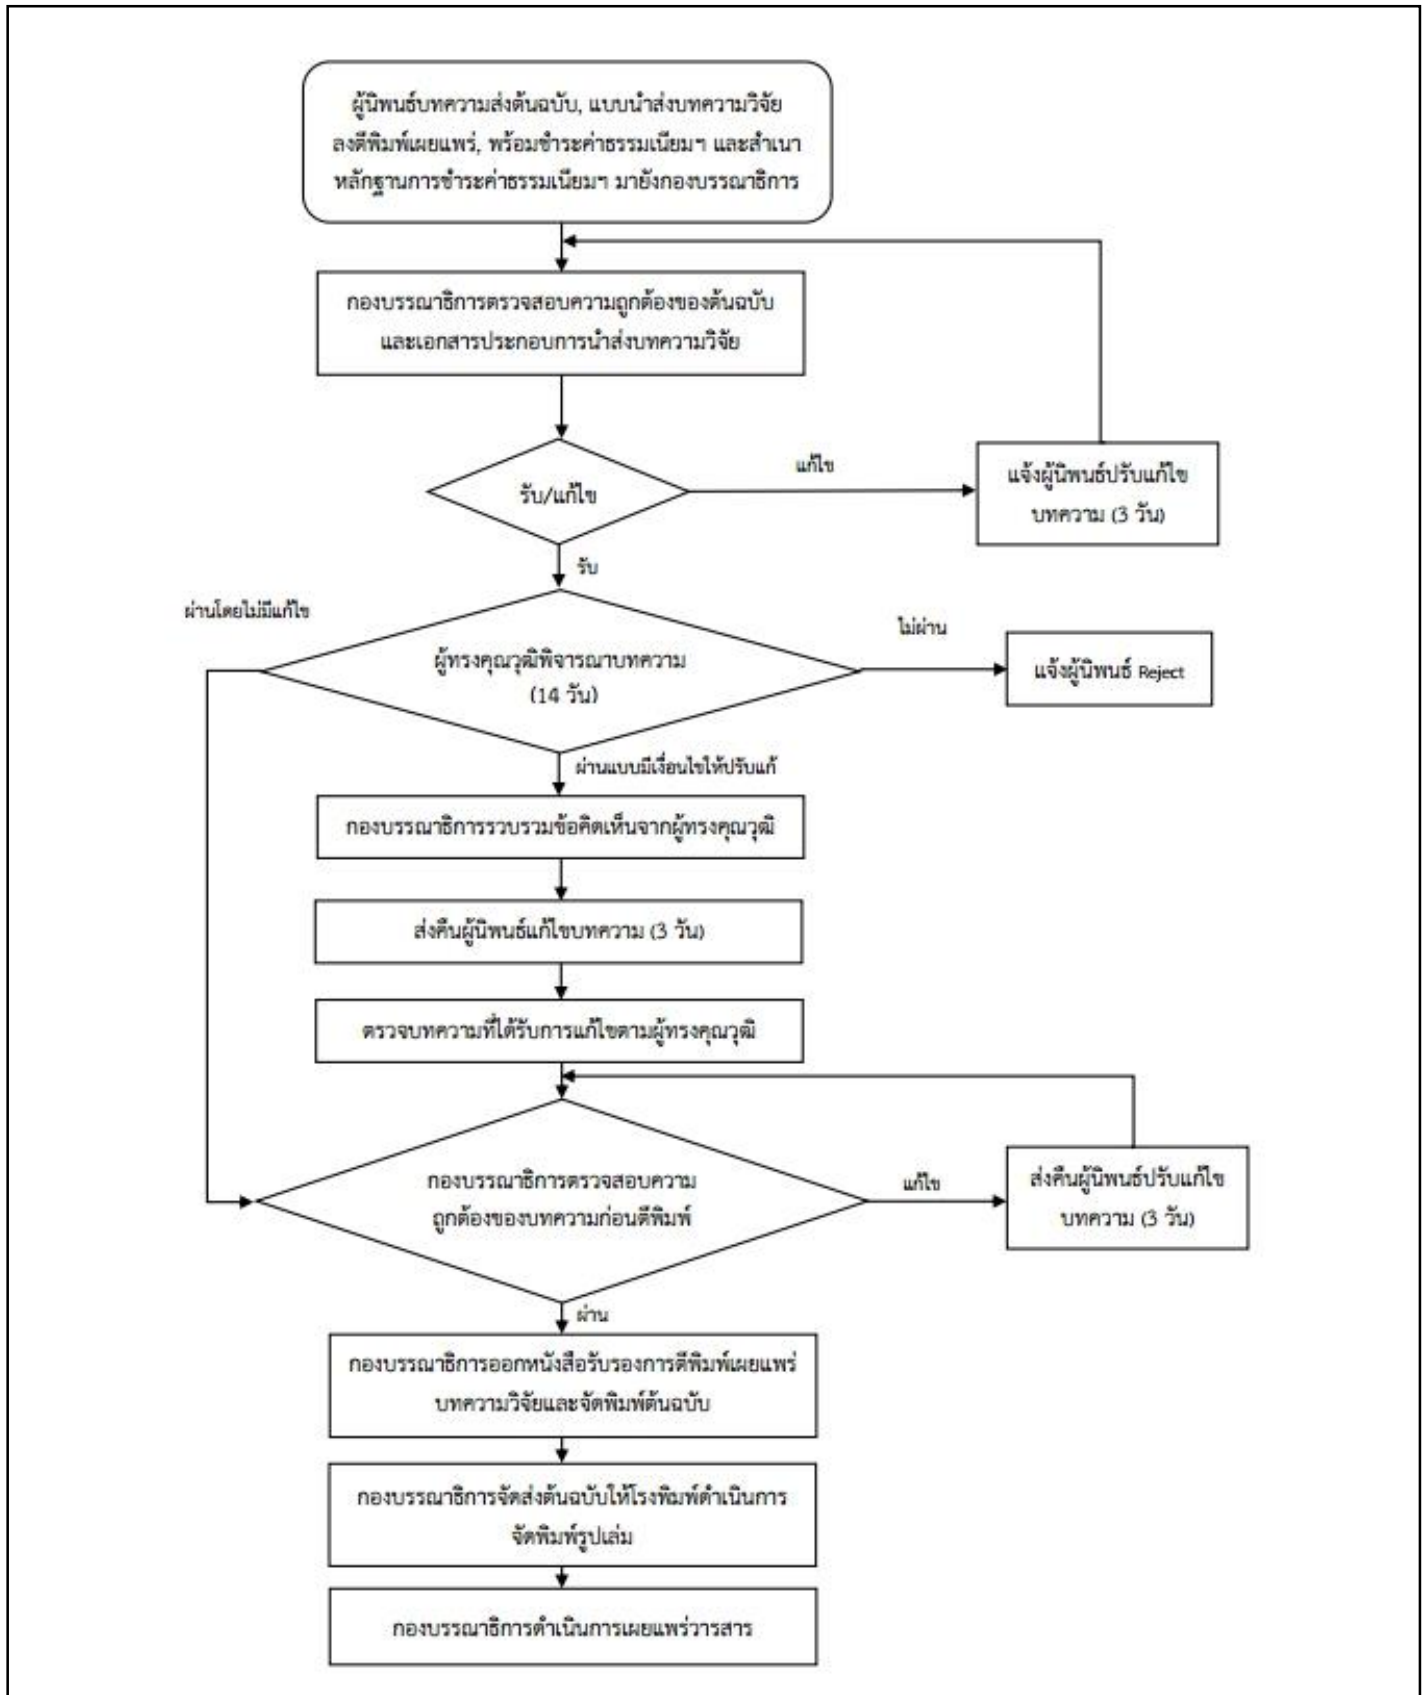 ผู้นิพนธ์บทความส่งต้นฉบับ, แบบนำส่งบทความวิจัย
ลงตีพิมพ์เผยแพร่, พร้อมชำระค่าธรรมเนียมฯ และสำเนา
หลักฐานการชำระค่าธรรมเนียมฯ มายังกองบรรณาธิการ
กองบรรณาธิการตรวจสอบความถูกต้องของต้นฉบับ
และเอกสารประกอบการนำส่งบทความวิจัย
รับ/แก้ไข
แก้ไข
แจ้งผู้นิพนธ์ปรับแก้ไข
บทความ (3 วัน)
รับ
ผ่านโดยไม่มีแก้ไข
ผู้ทรงคุณวุฒิพิจารณาบทความ
(14 วัน)
ไม่ผ่าน
แจ้งผู้นิพนธ์ Reject
ผ่านแบบมีเงื่อนไขให้ปรับแก้
กองบรรณาธิการรวบรวมข้อคิดเห็นจากผู้ทรงคุณวุฒิ
ส่งคืนผู้นิพนธ์แก้ไขบทความ (3 วัน)
ตรวจบทความที่ได้รับการแก้ไขตามผู้ทรงคุณวุฒิ
กองบรรณาธิการตรวจสอบความ
ถูกต้องของบทความก่อนตีพิมพ์
แก้ไข
ส่งคืนผู้นิพนธ์ปรับแก้ไข
บทความ (3 วัน)
ผ่าน
กองบรรณาธิการออกหนังสือรับรองการตีพิมพ์เผยแพร่
บทความวิจัยและจัดพิมพ์ต้นฉบับ
กองบรรณาธิการจัดส่งต้นฉบับให้โรงพิมพ์ดำเนินการ
จัดพิมพ์รูปเล่ม
กองบรรณาธิการดำเนินการเผยแพร่วารสาร